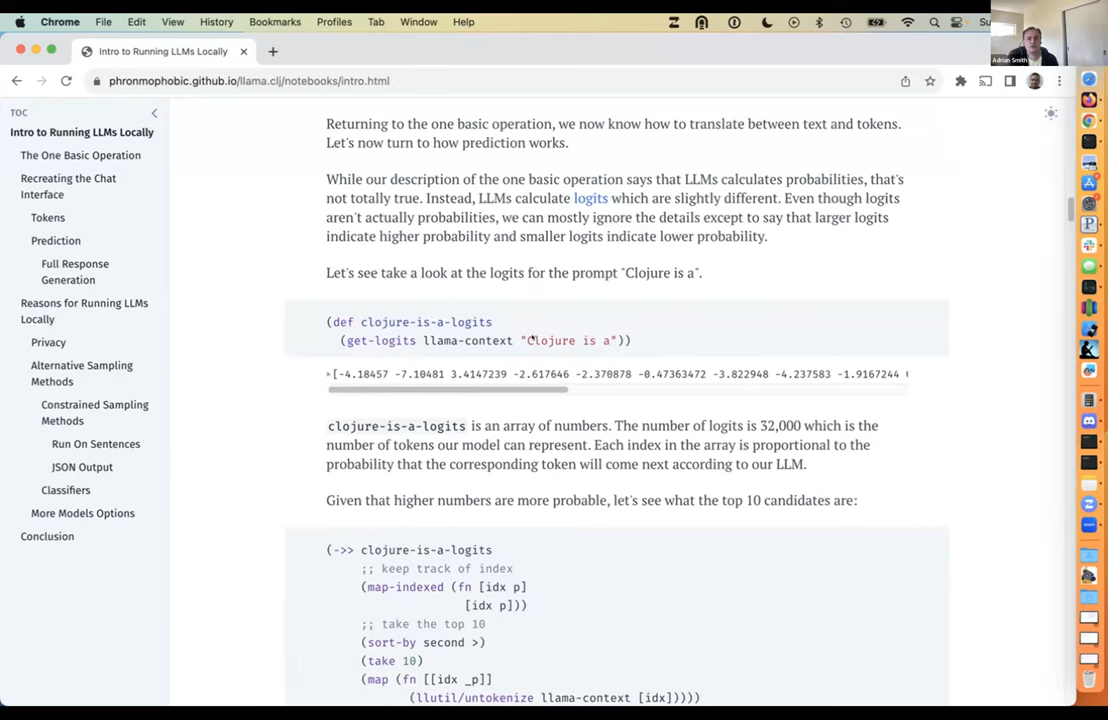 Chrome File Edit View History Bookmarks Profiles Tab Window Help
Adrian Smith
Intro to Running LLMs Locally
phronmophobic.github.io/llama.clj/notebooks/intro.html
TOC
Intro to Running LLMs Locally
The One Basic Operation
Recreating the Chat
Interface
Tokens
Prediction
Full Response
Generation
Reasons for Running LLMs
Locally
Privacy
Alternative Sampling
Methods
Constrained Sampling
Methods
Run On Sentences
JSON Output
Classifiers
More Models Options
Conclusion
Returning to the one basic operation, we now know how to translate between text and tokens.
Let's now turn to how prediction works.
While our description of the one basic operation says that LLMs calculates probabilities, that's
not totally true. Instead, LLMs calculate logits which are slightly different. Even though logits
aren't actually probabilities, we can mostly ignore the details except to say that larger logits
indicate higher probability and smaller logits indicate lower probability.
Let's see take a look at the logits for the prompt "Clojure is a".
(def clojure-is-a-logits
(get-logits llama-context "Clojure is a"))
[-4.18457 -7.10481 3.4147239 -2.617646 -2.370878 -0.47363472 -3.822948 -4.237583 -1.9167244
clojure-is-a-logits is an array of numbers. The number of logits is 32,000 which is the
number of tokens our model can represent. Each index in the array is proportional to the
probability that the corresponding token will come next according to our LLM.
Given that higher numbers are more probable, let's see what the top 10 candidates are:
(->> clojure-is-a-logits
;; keep track of index
(map-indexed (fn [idx p]
[idx p]))
;; take the top 10
(sort-by second >)
(take 10)
(map (fn [[idx _p]]
(llutil/untokenize llama-context [idx]))))